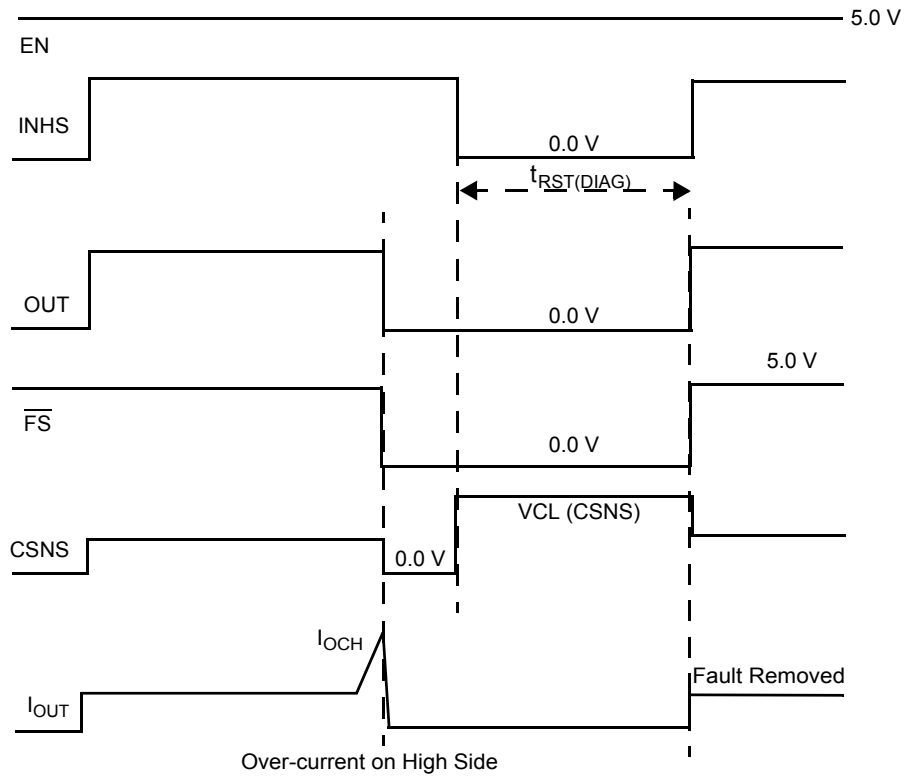 5.0 V
EN
INHS
0.0 V
tRST(DIAG)
OUT
0.0 V
5.0 V
FS
0.0 V
VCL (CSNS)
CSNS
0.0 V
IOCH
Fault Removed
IOUT
Over-current on High Side